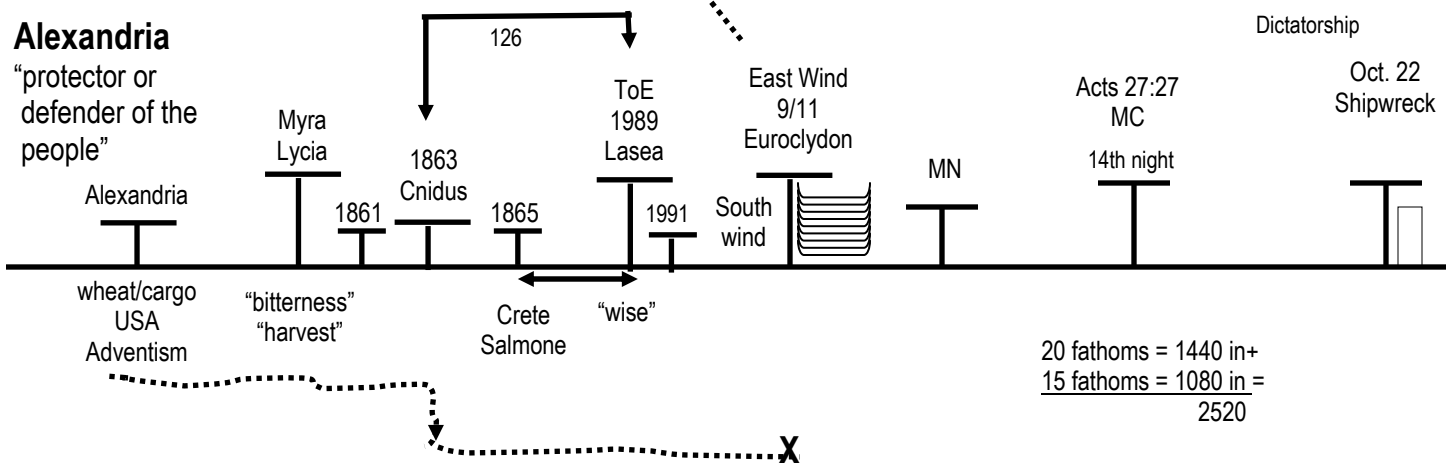 Alexandria
“protector or
defender of the
people”
Alexandria
wheat/cargo
USA
Adventism
Myra
Lycia
“bitterness”
“harvest”
1861
126
1863
Cnidus
1865
Crete
Salmone
ToE
1989
Lasea
“wise”
1991
South
wind
East Wind
9/11
Euroclydon
X
MN
Acts 27:27
MC
14th night
20 fathoms = 1440 in+
15 fathoms = 1080 in =
2520
Dictatorship
Oct. 22
Shipwreck